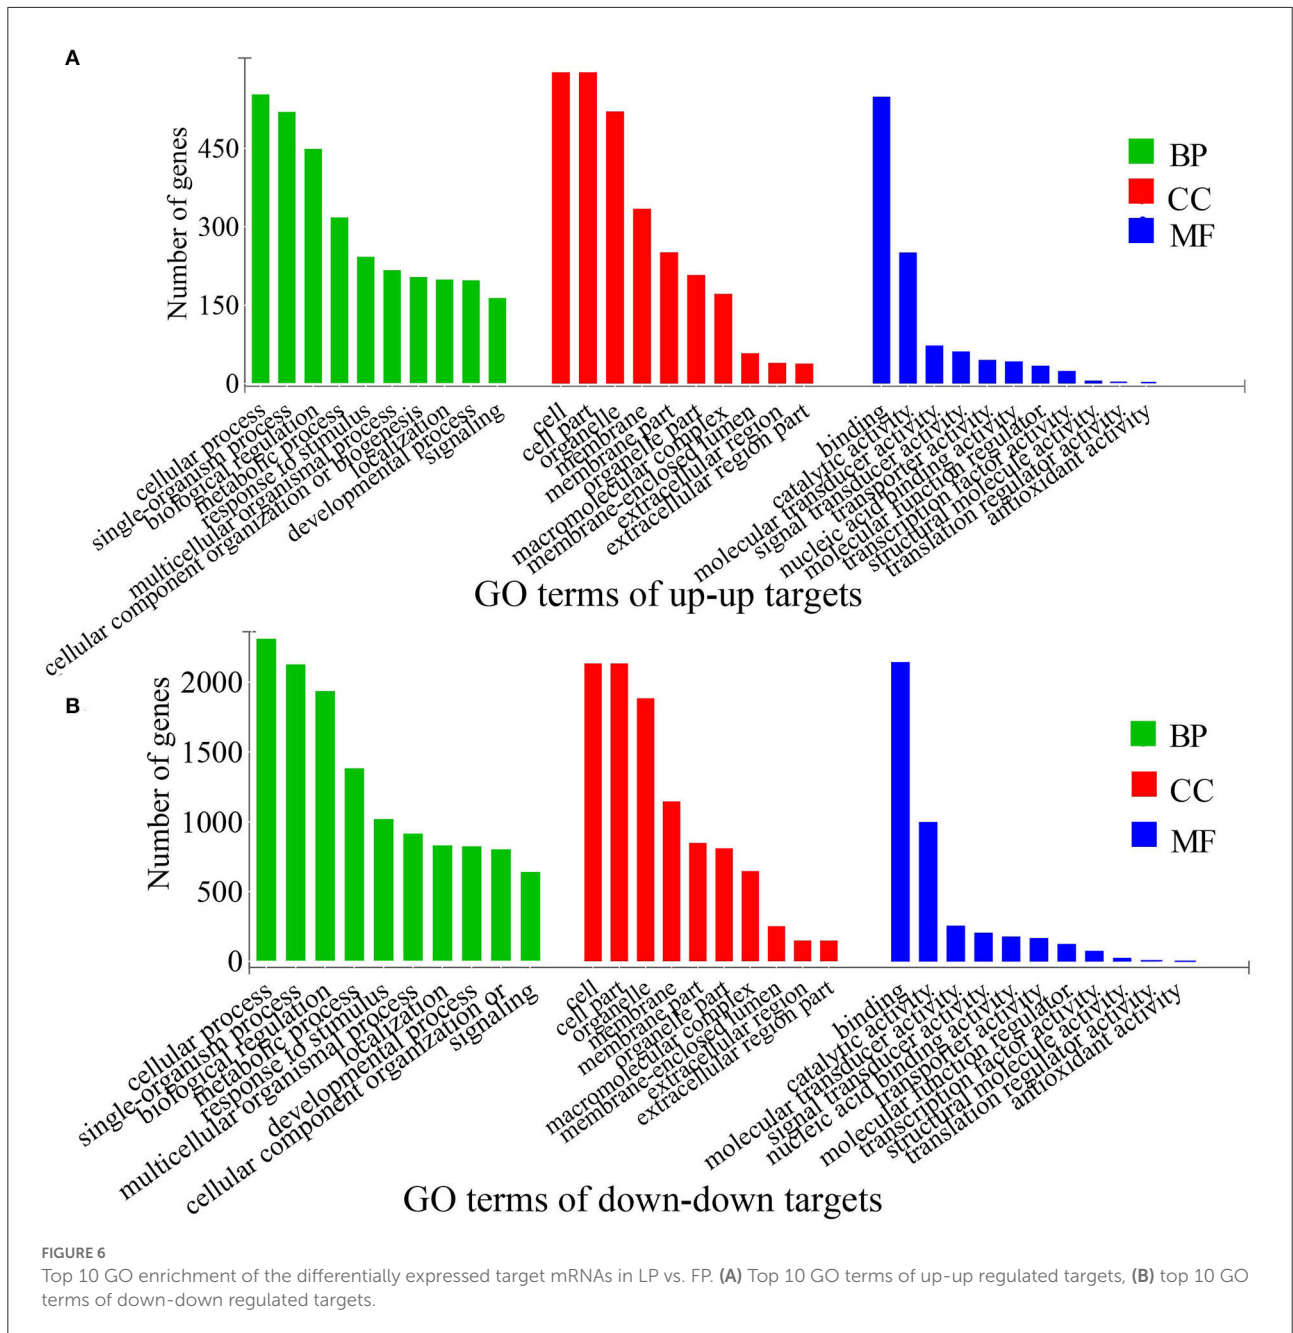 A
Number of genes
450
300
150
0
BP
CC
MF
cellular process
single-organism process
biological regulation
metabolic process
response to stimulus
multicellular organismal process
cellular component organization or biogenesis
localization
developmental process
signaling
cell
cell part
organelle
membrane
membrane part
organelle part
macromolecular complex
membrane-enclosed lumen
extracellular region
extracellular region part
binding
catalytic activity
molecular transducer activity
signal transducer activity
transporter activity
nucleic acid binding activity
molecular function regulator
transcription factor activity
structural molecule activity
translation regulator activity
antioxidant activity
GO terms of up-up targets
B
Number of genes
2000
1500
1000
500
0
BP
CC
MF
cellular process
single-organism process
biological regulation
metabolic process
response to stimulus
multicellular organismal process
localization
developmental process
cellular component organization or
signaling
cell
cell part
organelle
membrane
membrane part
organelle part
macromolecular complex
membrane-enclosed lumen
extracellular region
extracellular region part
binding
catalytic activity
molecular transducer activity
signal transducer activity
nucleic acid binding activity
transporter activity
molecular function regulator
transcription factor activity
structural molecule activity
translation regulator activity
antioxidant activity
GO terms of down-down targets
FIGURE 6
Top 10 GO enrichment of the differentially expressed target mRNAs in LP vs. FP. (A) Top 10 GO terms of up-up regulated targets, (B) top 10 GO
terms of down-down regulated targets.